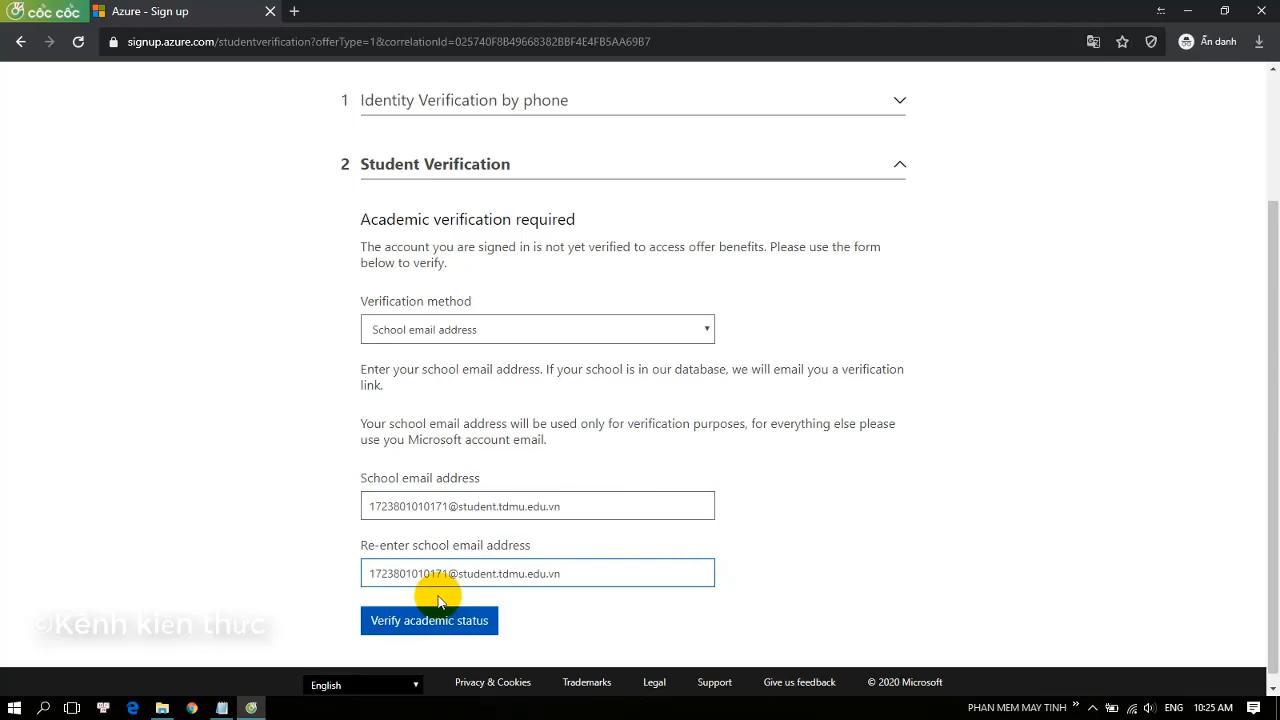 cốc cốc
Azure - Sign up
signup.azure.com/studentverification?offerType=1&correlationId=025740F8B49668382BBF4E4FB5AA69B7
Ẩn danh
1 Identity Verification by phone
2 Student Verification
Academic verification required
The account you are signed in is not yet verified to access offer benefits. Please use the form
below to verify.
Verification method
School email address
Enter your school email address. If your school is in our database, we will email you a verification
link.
Your school email address will be used only for verification purposes, for everything else please
use you Microsoft account email.
School email address
1723801010171@student.tdmu.edu.vn
Re-enter school email address
1723801010171@student.tdmu.edu.vn
©Kênh kiến thức
Verify academic status
English
Privacy & Cookies
Trademarks
Legal
Support
Give us feedback
© 2020 Microsoft
PHAN MEM MAY TINH
ENG
10:25 AM